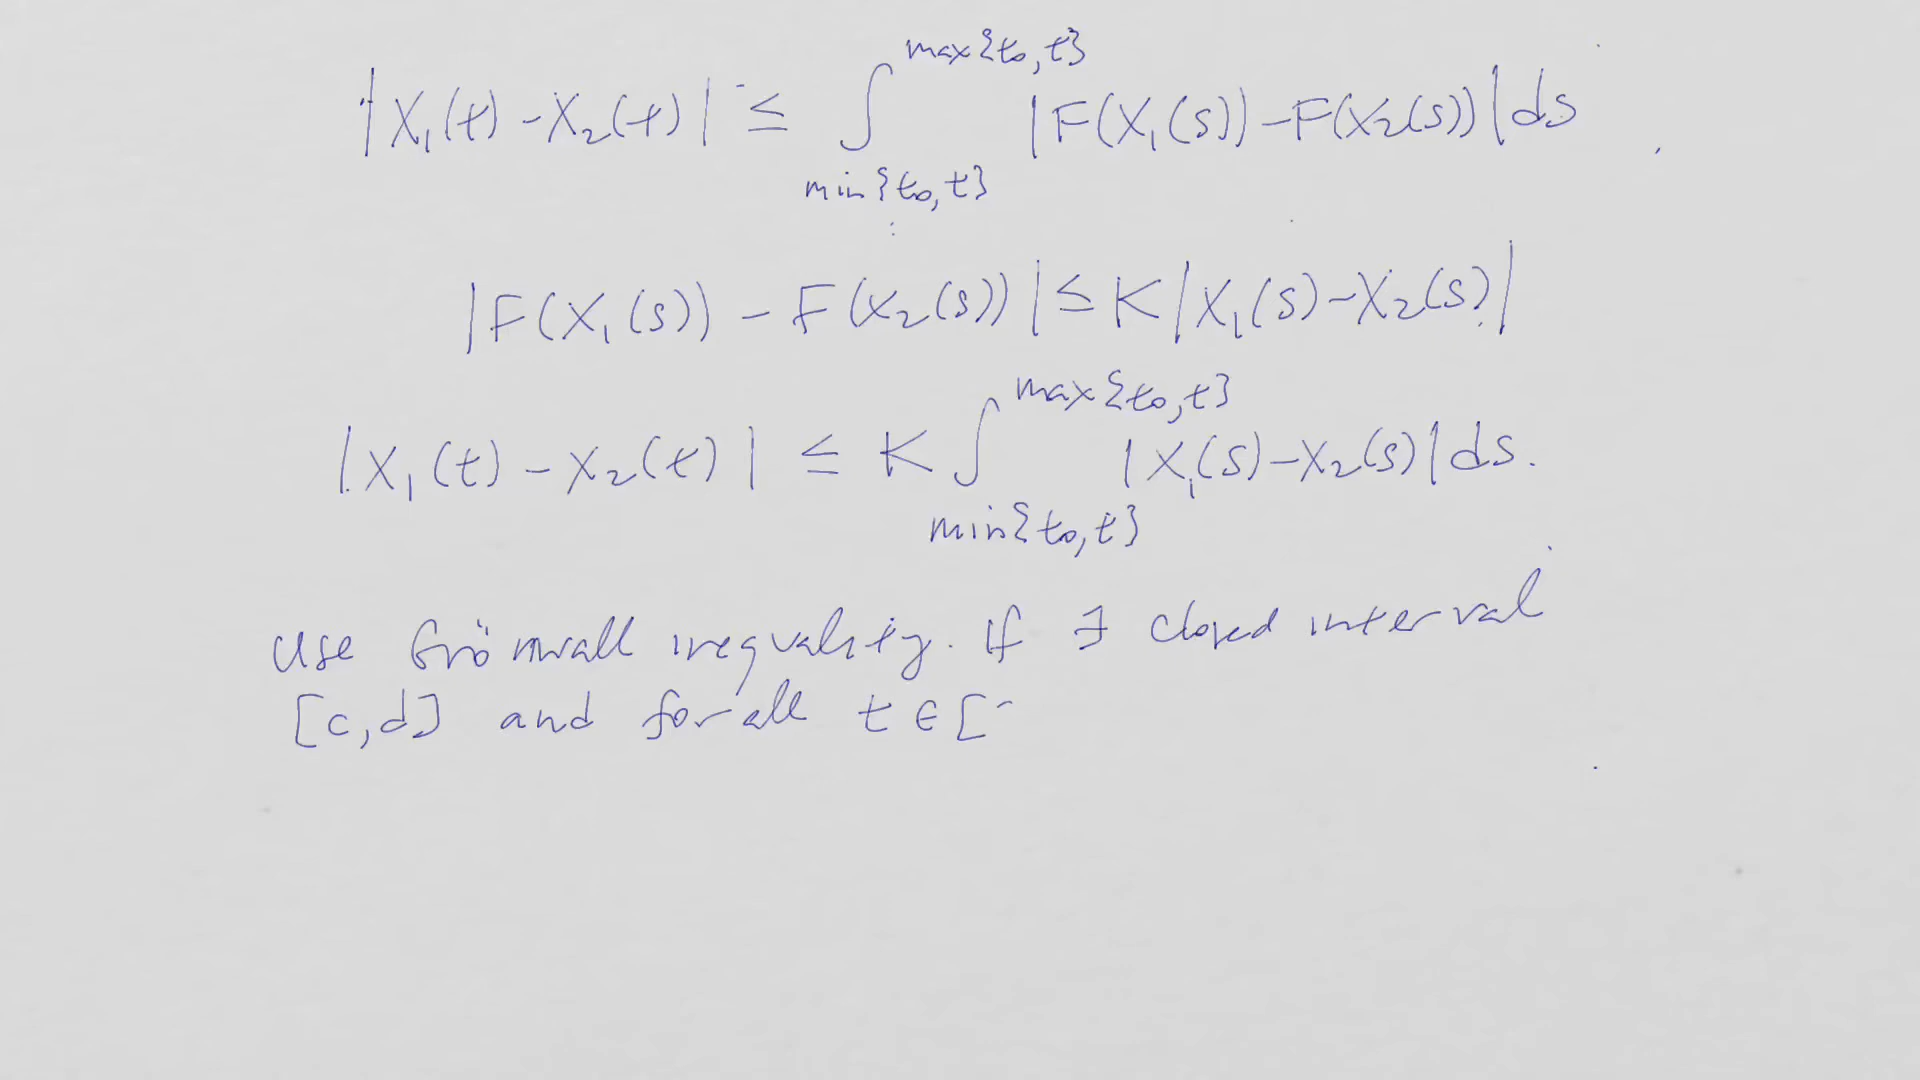 |X₁(t) - X₂(t)| ≤ ∫_{min{t₀,t}}^{max{t₀,t}} |F(X₁(s)) - F(X₂(s))| ds
|F(X₁(s)) - F(X₂(s))| ≤ K|X₁(s) - X₂(s)|
|X₁(t) - X₂(t)| ≤ K ∫_{min{t₀,t}}^{max{t₀,t}} |X₁(s) - X₂(s)| ds.
Use Grönwall inequality. If ∃ closed interval
[c,d] and for all t ∈ [